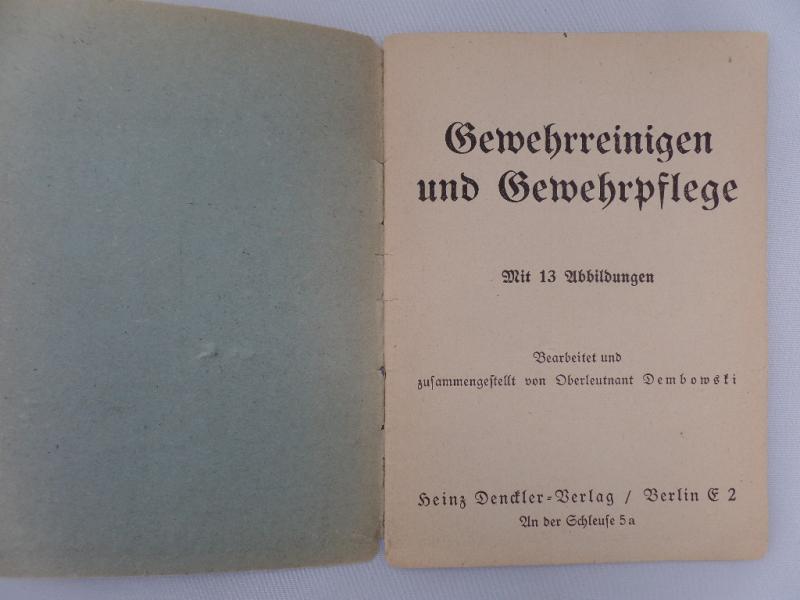 Gewehrreinigen
und Gewehrpflege
Mit 13 Abbildungen
Bearbeitet und
zusammengestellt von Oberleutnant Dembowski
Heinz Denckler-Verlag / Berlin C 2
An der Schleuse 5a